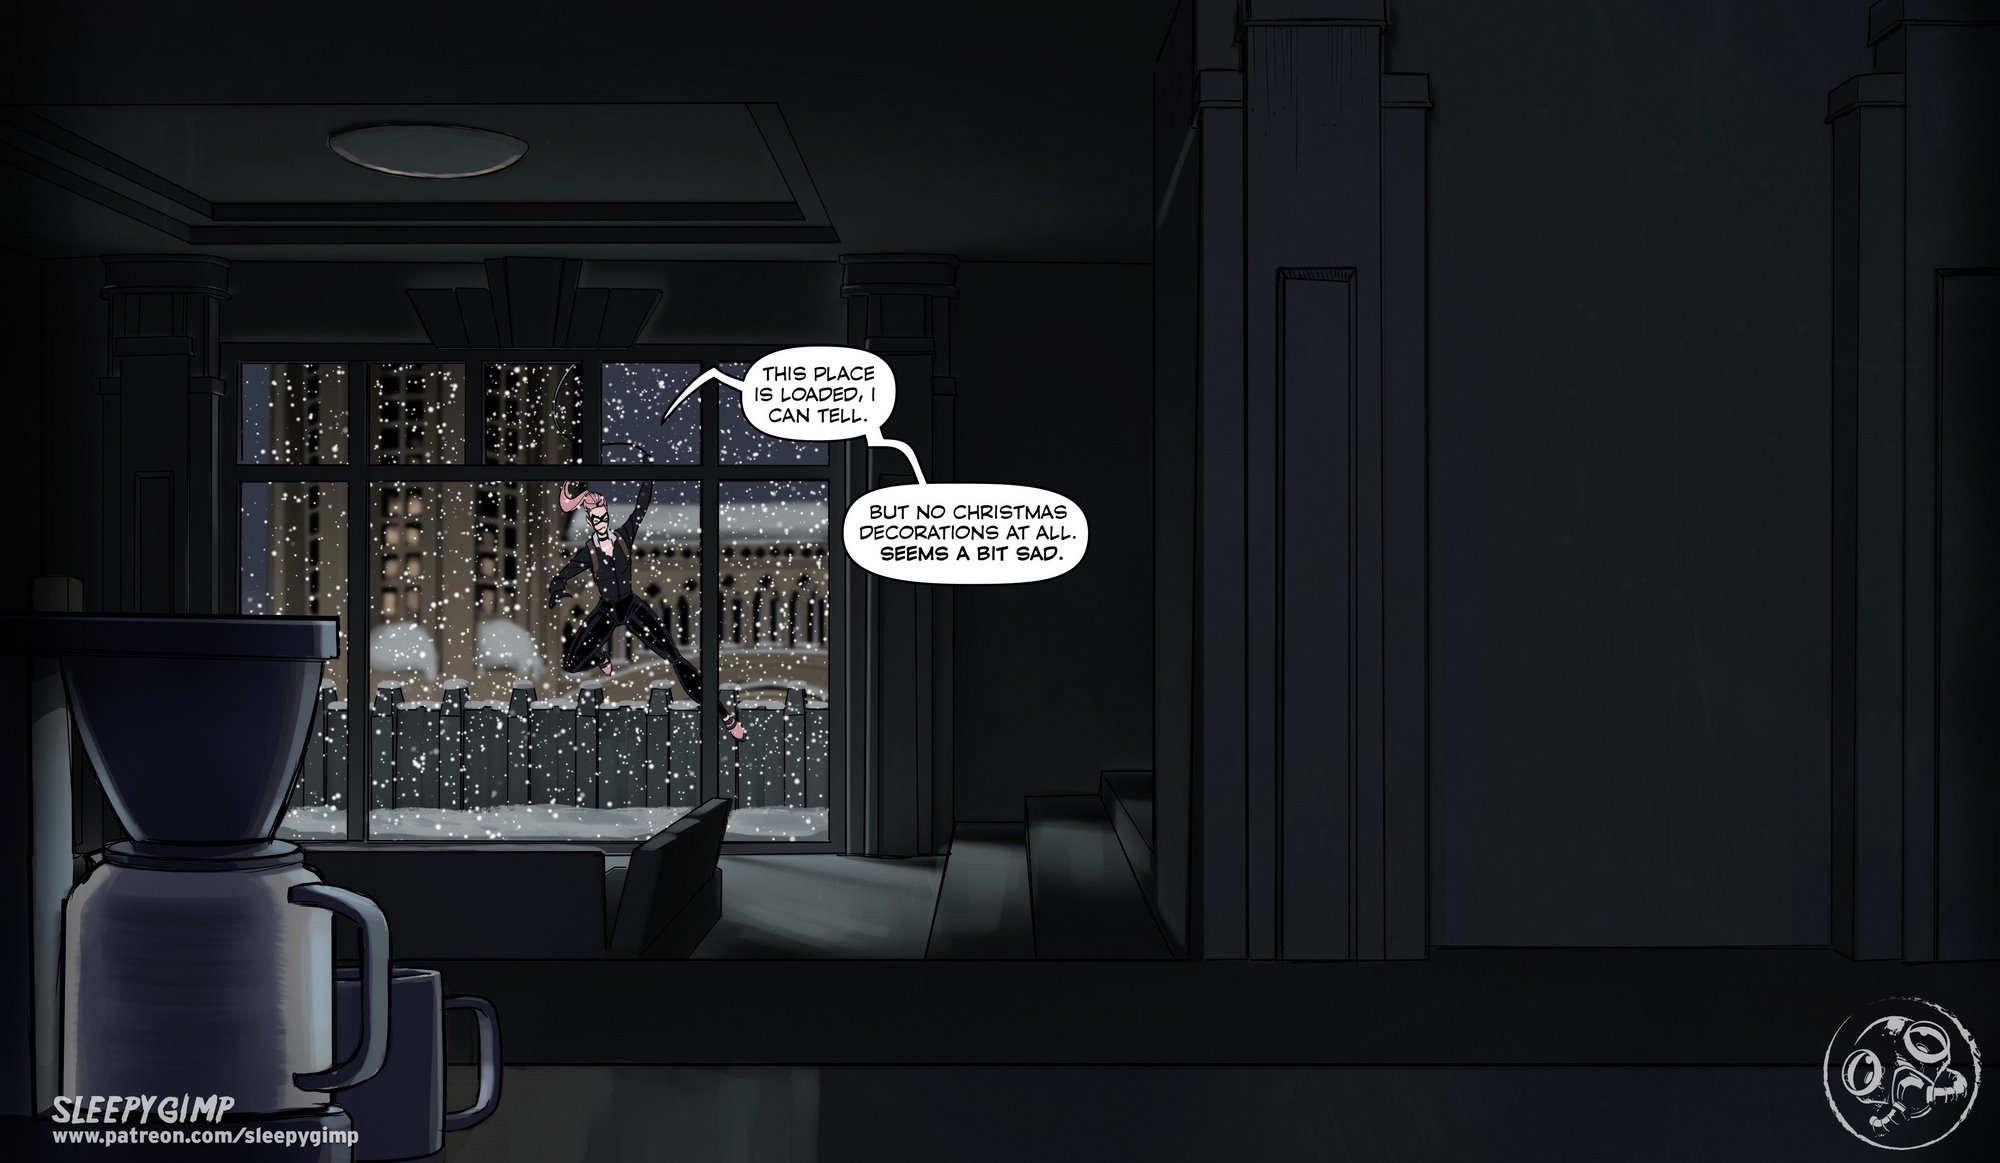 THIS PLACE
IS LOADED, I
CAN TELL.
BUT NO CHRISTMAS
DECORATIONS AT ALL.
SEEMS A BIT SAD.
SLEEPYGIMP
www.patreon.com/sleepygimp